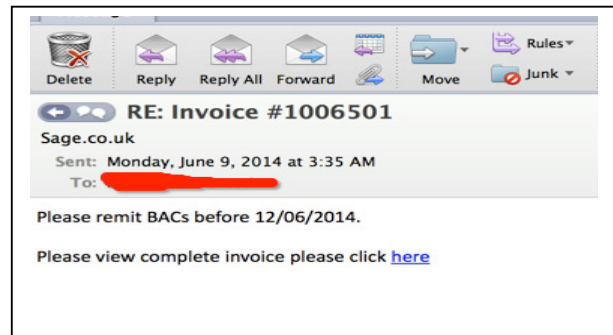 Delete Reply Reply All Forward Move Rules Junk
RE: Invoice #1006501
Sage.co.uk
Sent: Monday, June 9, 2014 at 3:35 AM
To:
Please remit BACs before 12/06/2014.
Please view complete invoice please click here